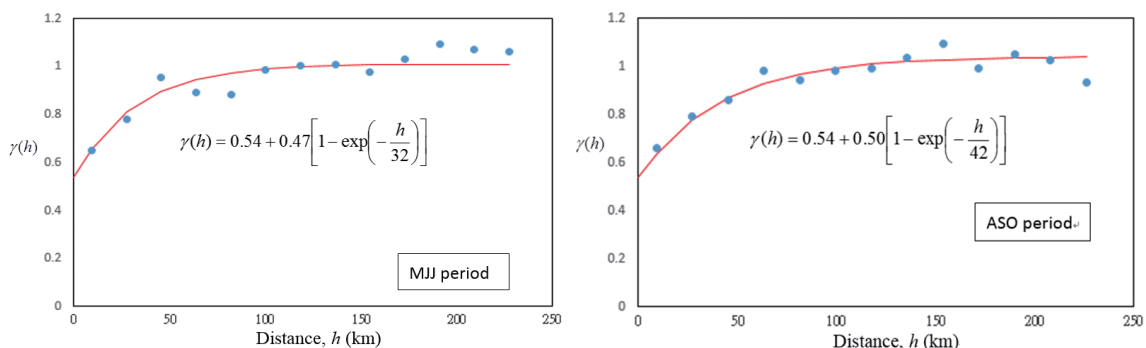 1.2
1
0.8
0.6
0.4
0.2
0
γ(h)
γ(h) = 0.54 + 0.47[1 − exp(−h/32)]
MJJ period
0 50 100 150 200 250
Distance, h (km)
1.2
1
0.8
0.6
0.4
0.2
0
γ(h)
γ(h) = 0.54 + 0.50[1 − exp(−h/42)]
ASO period
0 50 100 150 200 250
Distance, h (km)